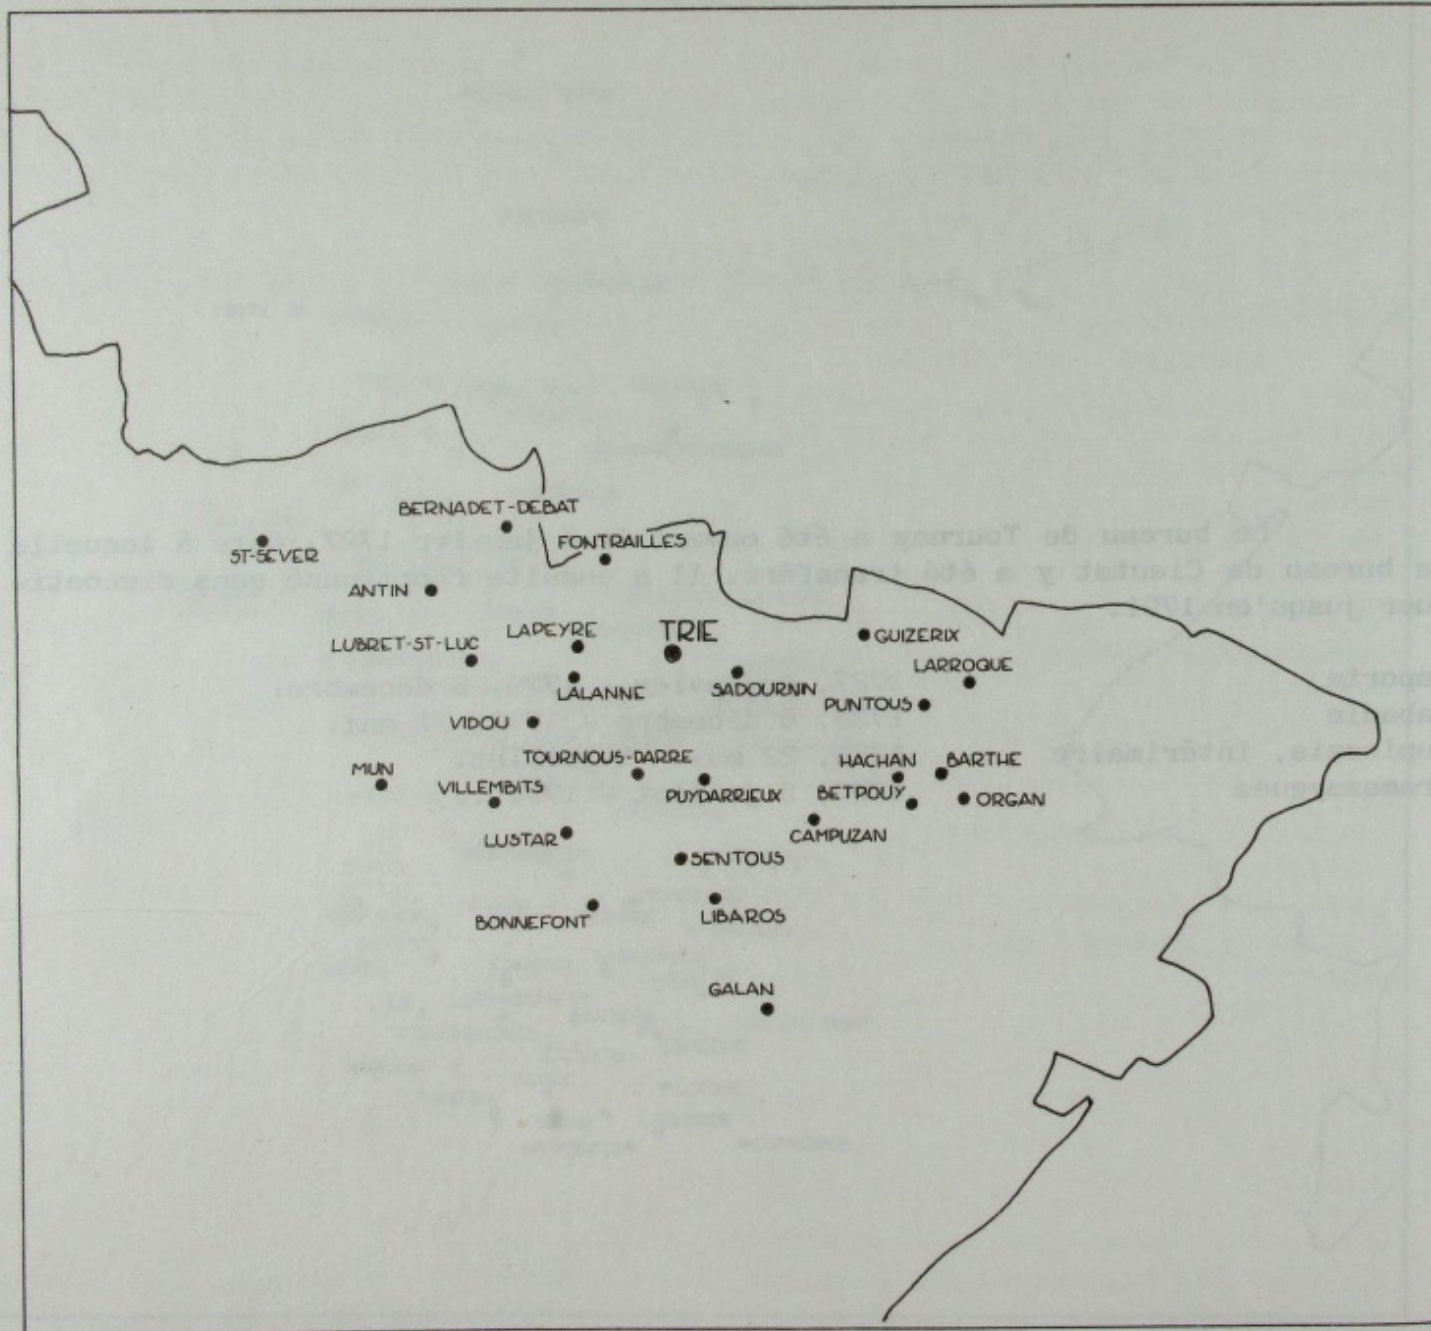 BERNADET-DEBAT
ST-SEVER
FONTRAILLES
ANTIN
LAPEYRE
TRIE
LUBRET-ST-LUC
GUIZERIX
LARROQUE
LALANNE
SADOURNIN
PUNTOUS
VIDOU
TOURNOUS-DARRE
HACHAN
BARTHE
MUN
VILLEMBITS
PUYDARRIEUX
BETPOUY
ORGAN
LUSTAR
CAMPUZAN
SENTOUS
BONNEFONT
LIBAROS
GALAN